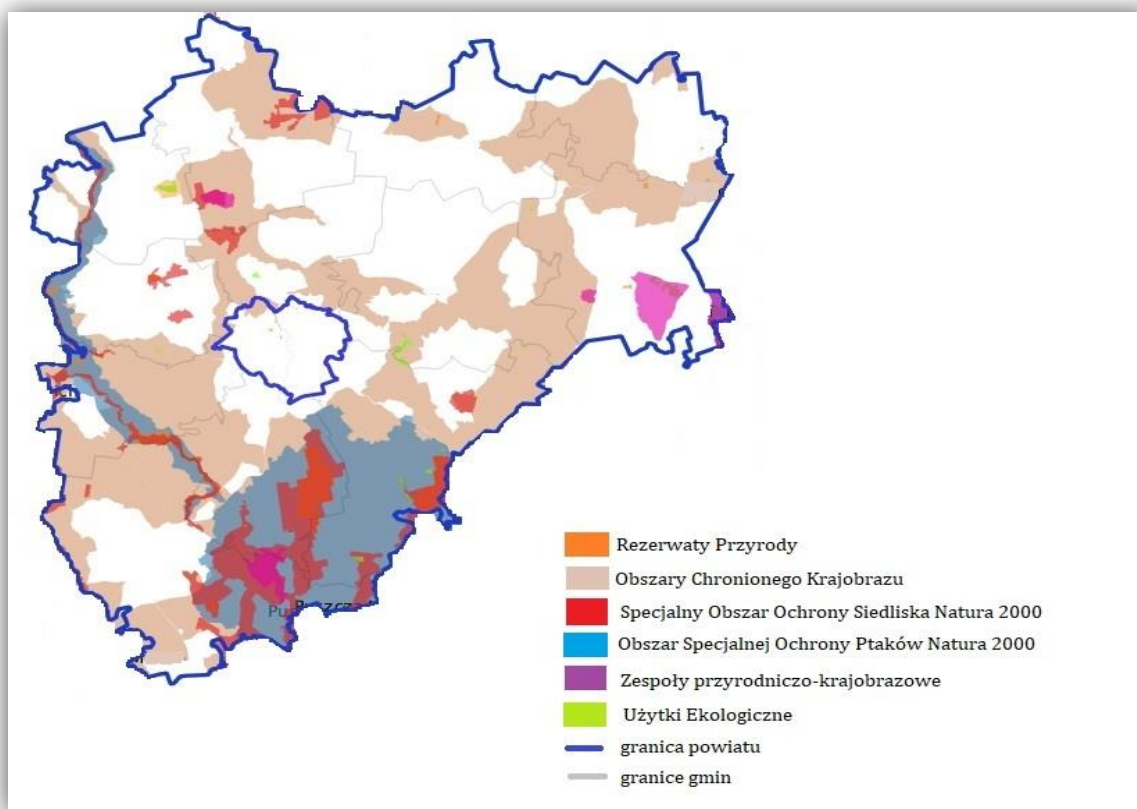 Puszcza
Rezerwaty Przyrody
Obszary Chronionego Krajobrazu
Specjalny Obszar Ochrony Siedliska Natura 2000
Obszar Specjalnej Ochrony Ptaków Natura 2000
Zespoły przyrodniczo-krajobrazowe
Użytki Ekologiczne
granica powiatu
granice gmin